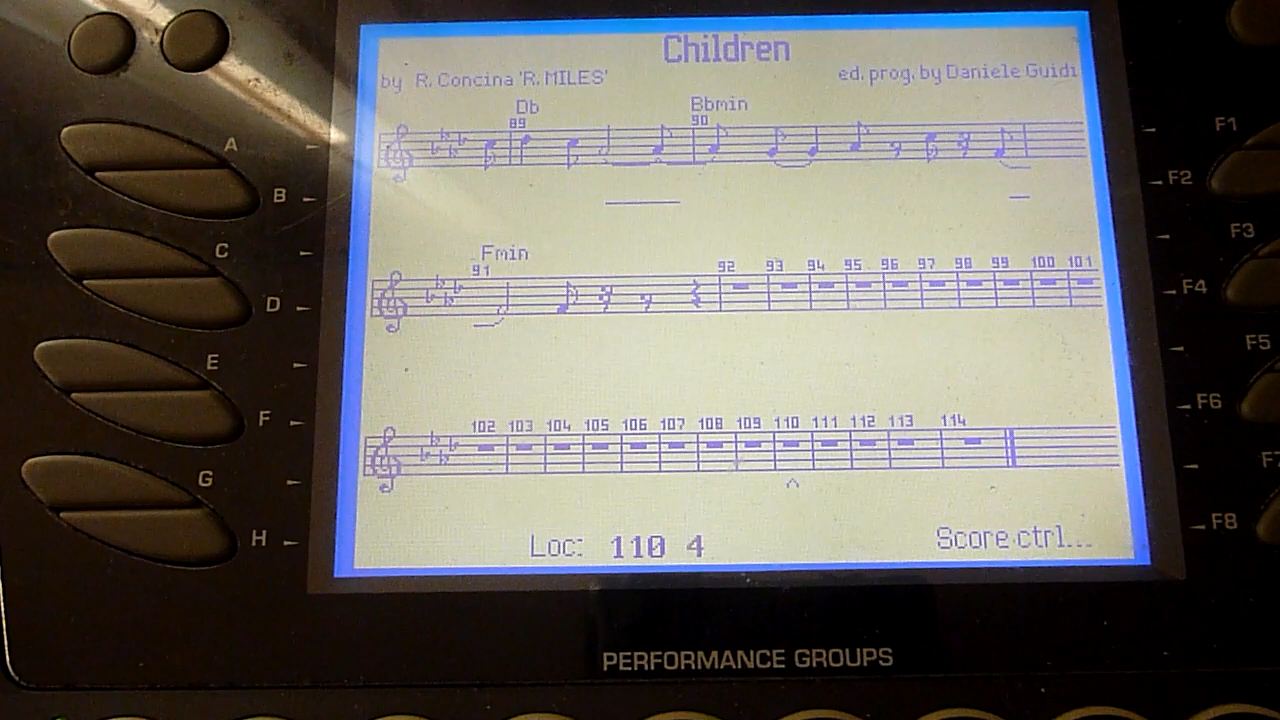 Children
by R. Concina 'R. MILES' ed. prog. by Daniele Guidi
Db Bbmin
89 90
Fmin
91 92 93 94 95 96 97 98 99 100 101
102 103 104 105 106 107 108 109 110 111 112 113 114
Loc: 110 4 Score ctrl...
A
B
C
D
E
F
G
H
F1
F2
F3
F4
F5
F6
F8
PERFORMANCE GROUPS